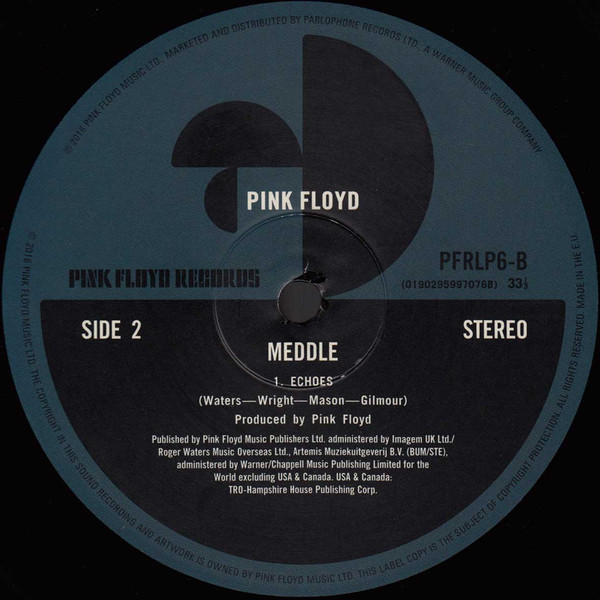 ℗ 2016 PINK FLOYD MUSIC LTD. MARKETED AND DISTRIBUTED BY PARLOPHONE RECORDS LTD. A WARNER MUSIC GROUP COMPANY
PINK FLOYD
PINK FLOYD RECORDS
PFRLP6-B
(0190295997076B) 33⅓
SIDE 2
STEREO
MEDDLE
1. ECHOES
(Waters—Wright—Mason—Gilmour)
Produced by Pink Floyd
Published by Pink Floyd Music Publishers Ltd. administered by Imagem UK Ltd./
Roger Waters Music Overseas Ltd., Artemis Muziekuitgeverij B.V. (BUM/STE),
administered by Warner/Chappell Music Publishing Limited for the
World excluding USA & Canada. USA & Canada:
TRO-Hampshire House Publishing Corp.
© 2016 PINK FLOYD MUSIC LTD. THE COPYRIGHT IN THIS SOUND RECORDING AND ARTWORK IS OWNED BY PINK FLOYD MUSIC LTD. THIS LABEL COPY IS THE SUBJECT OF COPYRIGHT PROTECTION. ALL RIGHTS RESERVED. MADE IN THE E.U.